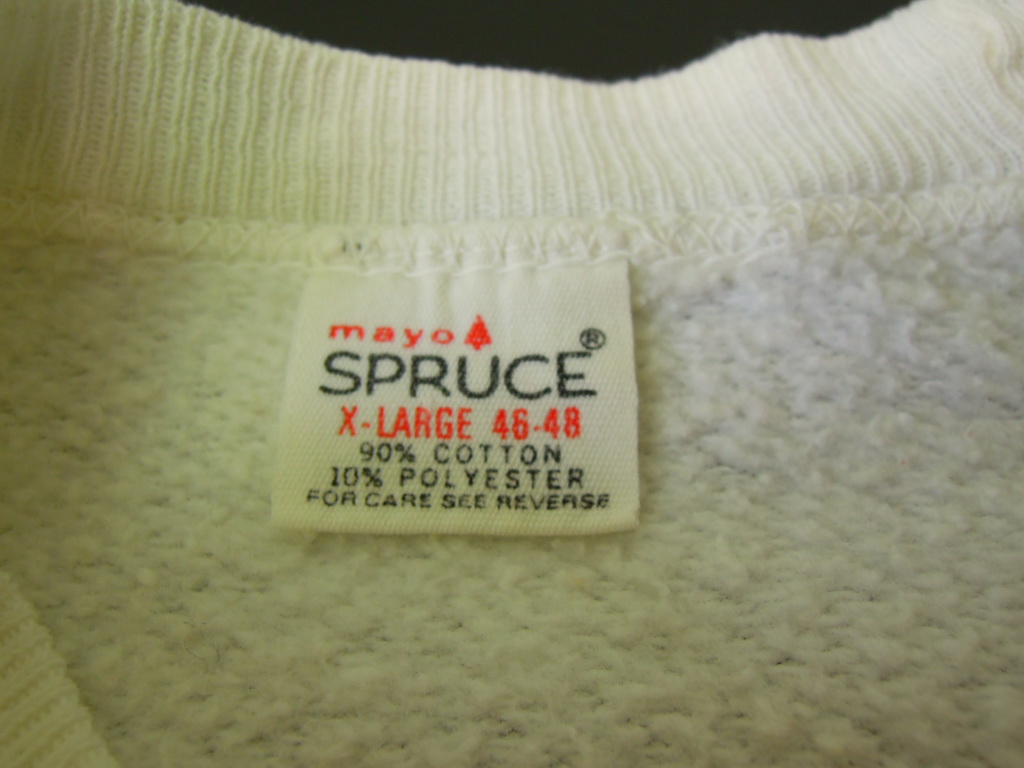 mayo
SPRUCE®
X-LARGE 46-48
90% COTTON
10% POLYESTER
FOR CARE SEE REVERSE